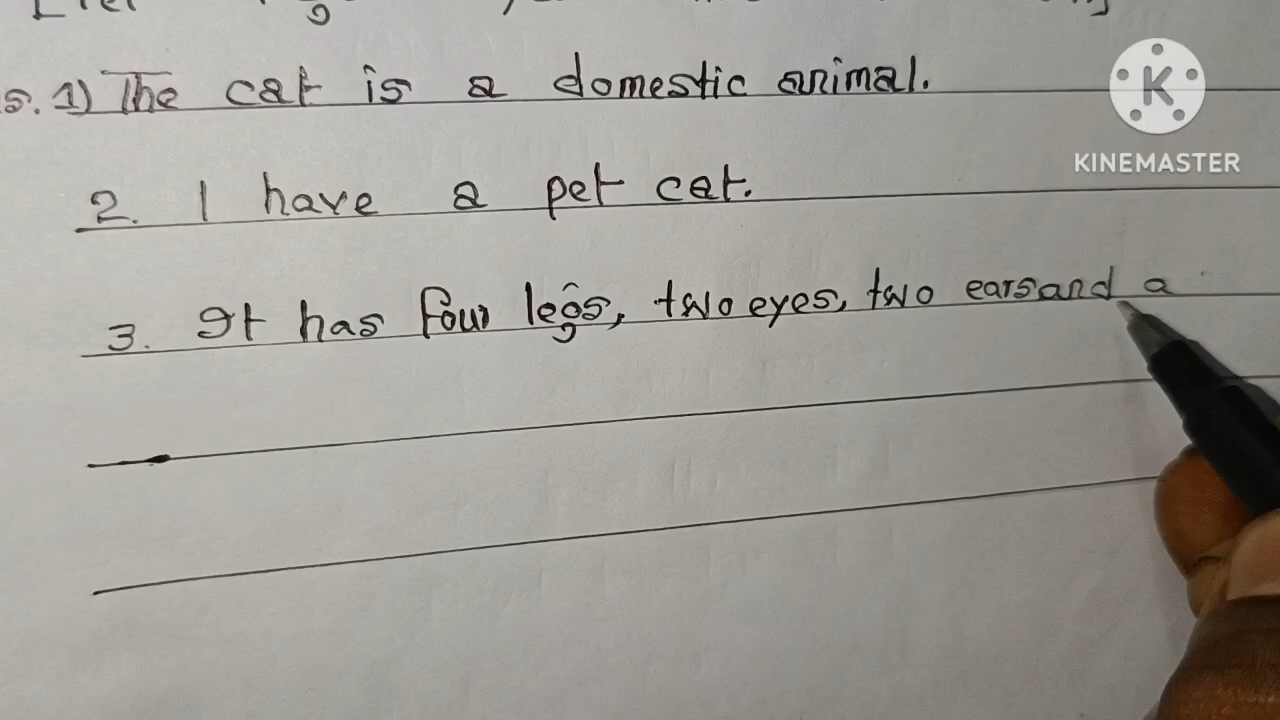 s. 1) The cat is a domestic animal.
KINEMASTER
2. I have a pet cat.
3. It has four legs, two eyes, two ears and a